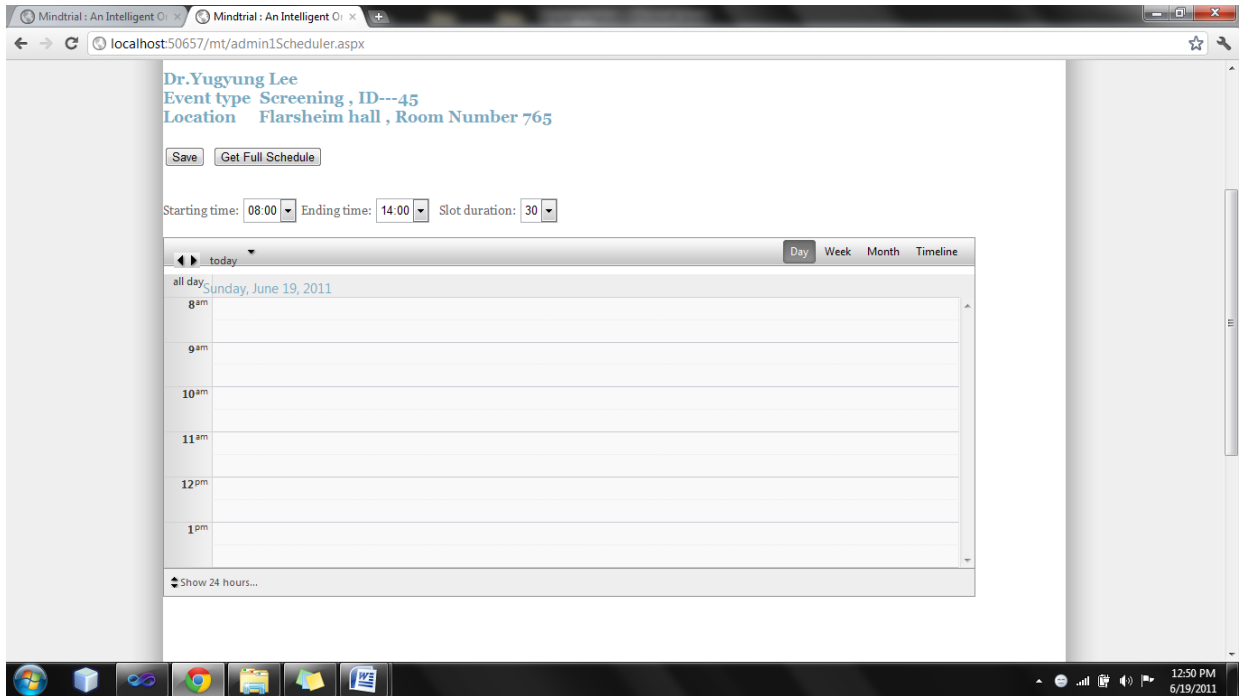 Mindtrial : An Intelligent Or
Mindtrial : An Intelligent Or
localhost:50657/mt/admin1Scheduler.aspx
Dr.Yugyung Lee
Event type Screening , ID---45
Location Flarsheim hall , Room Number 765
Save Get Full Schedule
Starting time: 08:00 Ending time: 14:00 Slot duration: 30
today Day Week Month Timeline
all day Sunday, June 19, 2011
8am
9am
10am
11am
12pm
1pm
Show 24 hours...
12:50 PM
6/19/2011